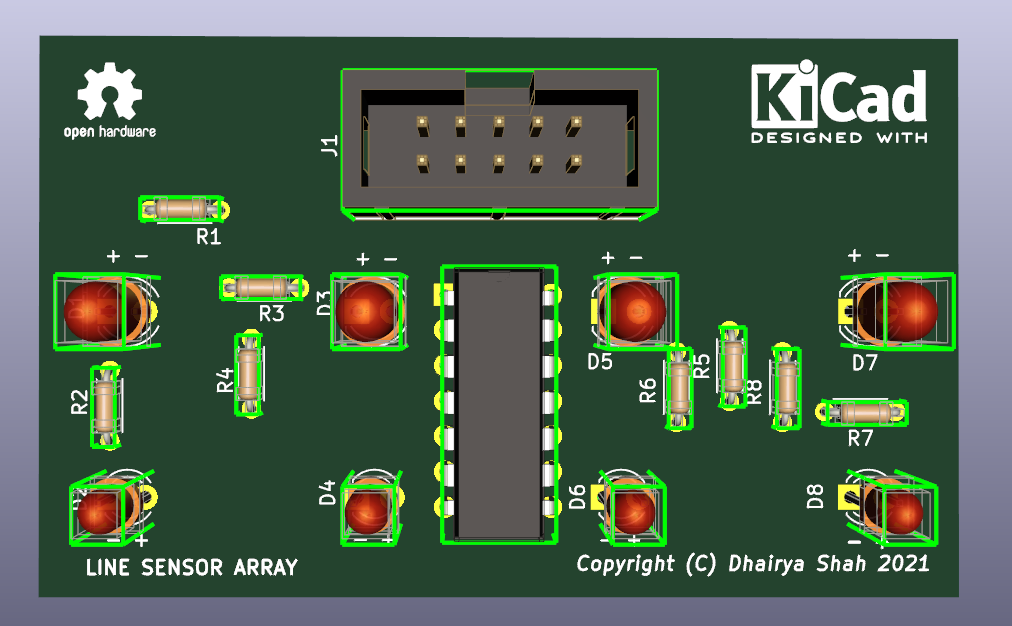 open hardware
KiCad
DESIGNED WITH
J1
R1
+ -
+ -
+ -
+ -
D3
R3
D5
D7
R4
R2
R6
R5
R8
R7
D4
D6
D8
- +
- +
- +
- +
LINE SENSOR ARRAY
Copyright (C) Dhairya Shah 2021